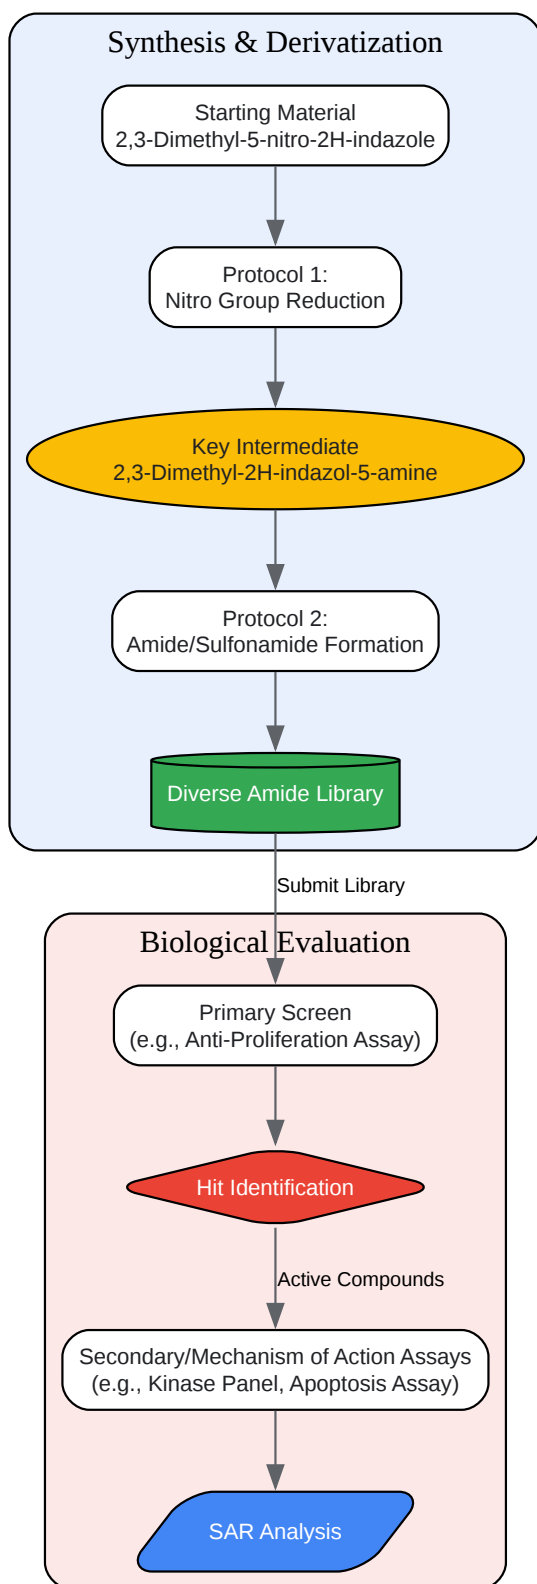 Synthesis & Derivatization
Starting Material
2,3-Dimethyl-5-nitro-2H-indazole
Protocol 1:
Nitro Group Reduction
Key Intermediate
2,3-Dimethyl-2H-indazol-5-amine
Protocol 2:
Amide/Sulfonamide Formation
Diverse Amide Library
Submit Library
Biological Evaluation
Primary Screen
(e.g., Anti-Proliferation Assay)
Hit Identification
Active Compounds
Secondary/Mechanism of Action Assays
(e.g., Kinase Panel, Apoptosis Assay)
SAR Analysis